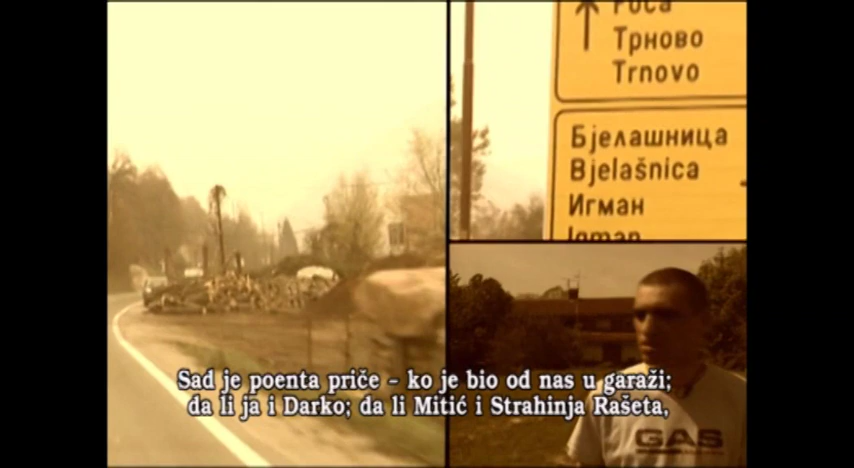 Фоча
Трново
Trnovo
Бјелашница
Bjelašnica
Игман
Igman
Sad je poenta priče - ko je bio od nas u garaži;
da li ja i Darko; da li Mitić i Strahinja Rašeta,
GAS